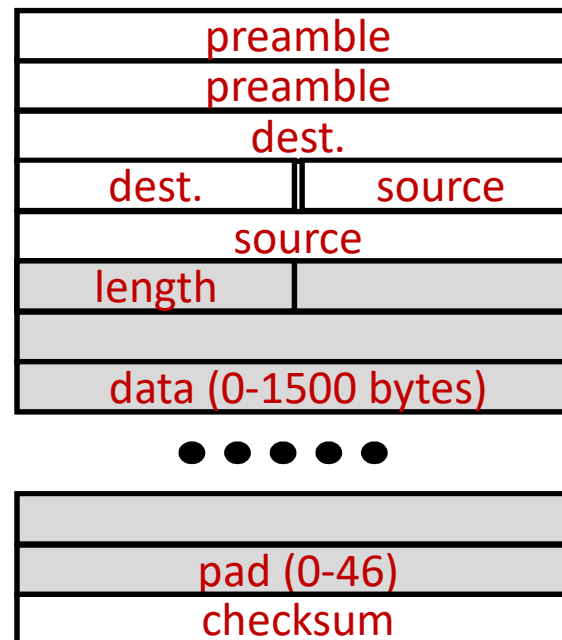 preamble
preamble
dest.
dest. source
source
length
data (0-1500 bytes)
pad (0-46)
checksum